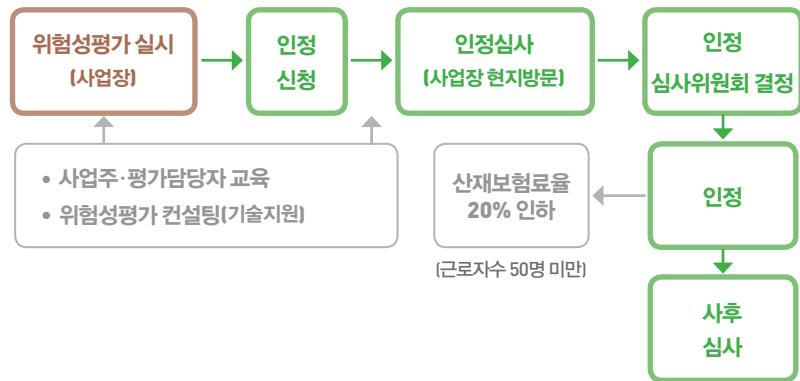 위험성평가 실시
(사업장)
인정
신청
인정심사
(사업장 현지방문)
인정
심사위원회 결정
• 사업주·평가담당자 교육
• 위험성평가 컨설팅(기술지원)
산재보험료율
20% 인하
(근로자수 50명 미만)
인정
사후
심사